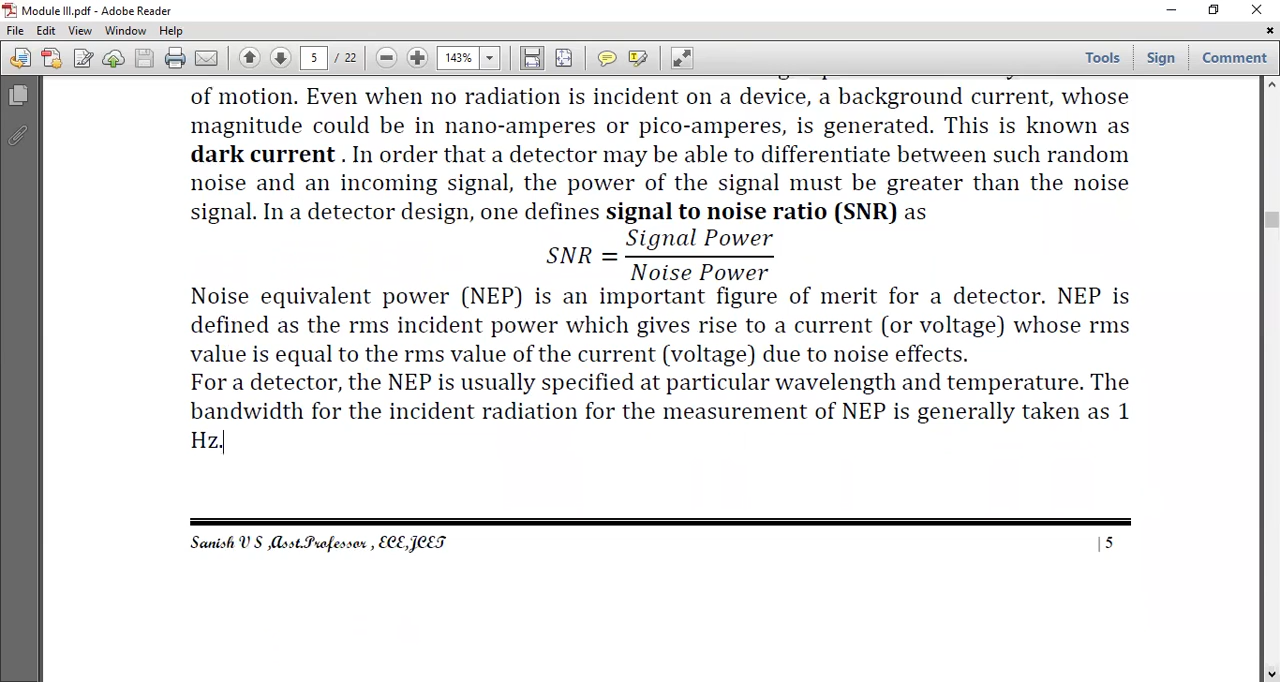 Module III.pdf - Adobe Reader
File Edit View Window Help
5 / 22 143% Tools Sign Comment
of motion. Even when no radiation is incident on a device, a background current, whose
magnitude could be in nano-amperes or pico-amperes, is generated. This is known as
dark current . In order that a detector may be able to differentiate between such random
noise and an incoming signal, the power of the signal must be greater than the noise
signal. In a detector design, one defines signal to noise ratio (SNR) as
SNR = Signal Power
Noise Power
Noise equivalent power (NEP) is an important figure of merit for a detector. NEP is
defined as the rms incident power which gives rise to a current (or voltage) whose rms
value is equal to the rms value of the current (voltage) due to noise effects.
For a detector, the NEP is usually specified at particular wavelength and temperature. The
bandwidth for the incident radiation for the measurement of NEP is generally taken as 1
Hz.
Sanish V S ,Asst.Professor , ECE,JCET | 5